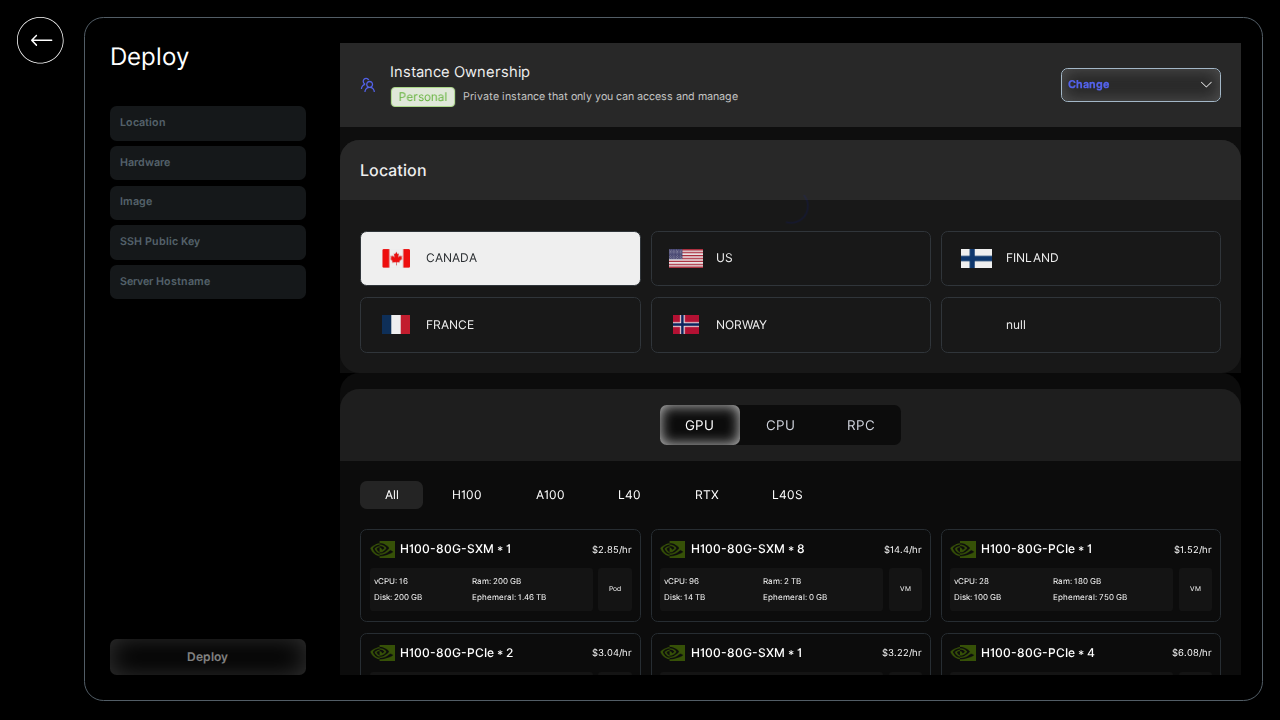 Deploy
Location
Hardware
Image
SSH Public Key
Server Hostname
Deploy
Instance Ownership
Personal Private instance that only you can access and manage
Change
Location
CANADA US FINLAND
FRANCE NORWAY null
GPU CPU RPC
All H100 A100 L40 RTX L40S
H100-80G-SXM * 1 $2.85/hr
vCPU: 16 Ram: 200 GB
Disk: 200 GB Ephemeral: 1.46 TB
Pod
H100-80G-SXM * 8 $14.4/hr
vCPU: 96 Ram: 2 TB
Disk: 14 TB Ephemeral: 0 GB
VM
H100-80G-PCIe * 1 $1.52/hr
vCPU: 28 Ram: 180 GB
Disk: 100 GB Ephemeral: 750 GB
VM
H100-80G-PCIe * 2 $3.04/hr
H100-80G-SXM * 1 $3.22/hr
H100-80G-PCIe * 4 $6.08/hr